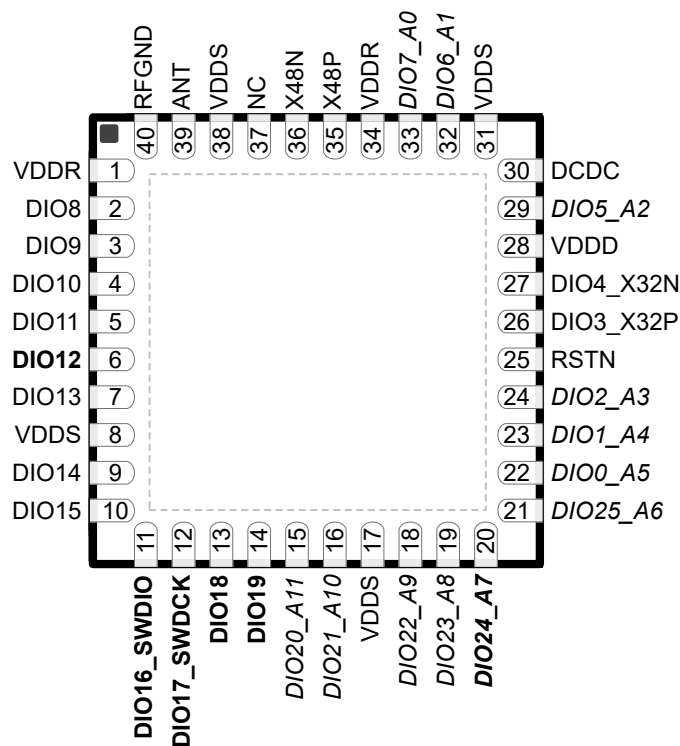 RFGND
ANT
VDDS
NC
X48N
X48P
VDDR
DIO7_A0
DIO6_A1
VDDS
40 39 38 37 36 35 34 33 32 31
VDDR 1
DIO8 2
DIO9 3
DIO10 4
DIO11 5
DIO12 6
DIO13 7
VDDS 8
DIO14 9
DIO15 10
30 DCDC
29 DIO5_A2
28 VDDD
27 DIO4_X32N
26 DIO3_X32P
25 RSTN
24 DIO2_A3
23 DIO1_A4
22 DIO0_A5
21 DIO25_A6
11 12 13 14 15 16 17 18 19 20
DIO16_SWDIO
DIO17_SWDCK
DIO18
DIO19
DIO20_A11
DIO21_A10
VDDS
DIO22_A9
DIO23_A8
DIO24_A7